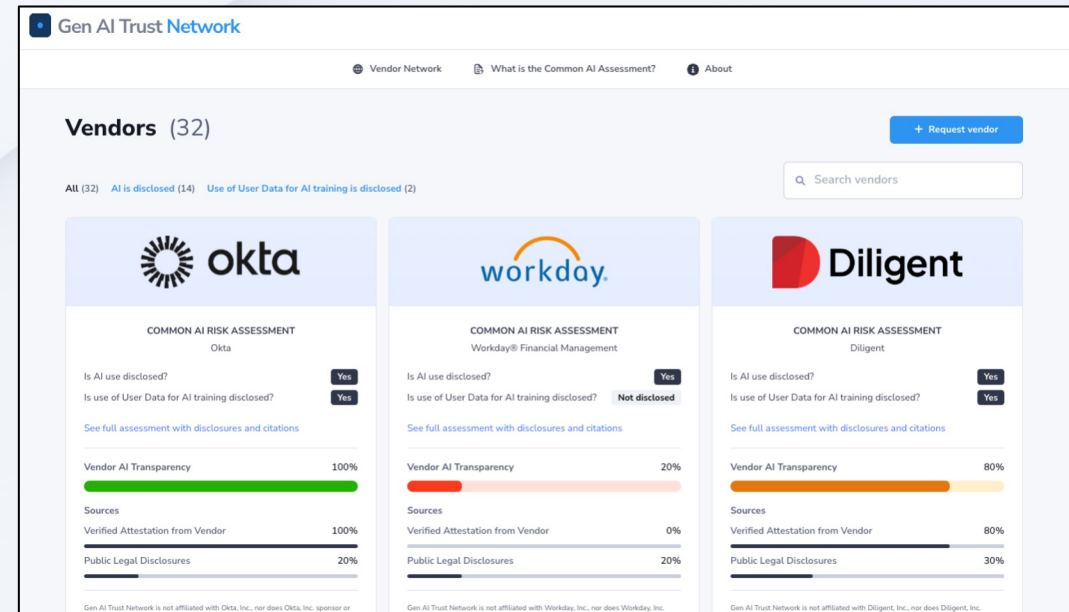 Gen AI Trust Network
Vendor Network What is the Common AI Assessment? About
Vendors (32)
+ Request vendor
All (32) AI is disclosed (14) Use of User Data for AI training is disclosed (2)
Search vendors
okta
COMMON AI RISK ASSESSMENT
Okta
Is AI use disclosed? Yes
Is use of User Data for AI training disclosed? Yes
See full assessment with disclosures and citations
Vendor AI Transparency 100%
Sources
Verified Attestation from Vendor 100%
Public Legal Disclosures 20%
Gen AI Trust Network is not affiliated with Okta, Inc., nor does Okta, Inc. sponsor or
workday®
COMMON AI RISK ASSESSMENT
Workday® Financial Management
Is AI use disclosed? Yes
Is use of User Data for AI training disclosed? Not disclosed
See full assessment with disclosures and citations
Vendor AI Transparency 20%
Sources
Verified Attestation from Vendor 0%
Public Legal Disclosures 20%
Gen AI Trust Network is not affiliated with Workday, Inc., nor does Workday, Inc.
Diligent
COMMON AI RISK ASSESSMENT
Diligent
Is AI use disclosed? Yes
Is use of User Data for AI training disclosed? Yes
See full assessment with disclosures and citations
Vendor AI Transparency 80%
Sources
Verified Attestation from Vendor 80%
Public Legal Disclosures 30%
Gen AI Trust Network is not affiliated with Diligent, Inc., nor does Diligent, Inc.